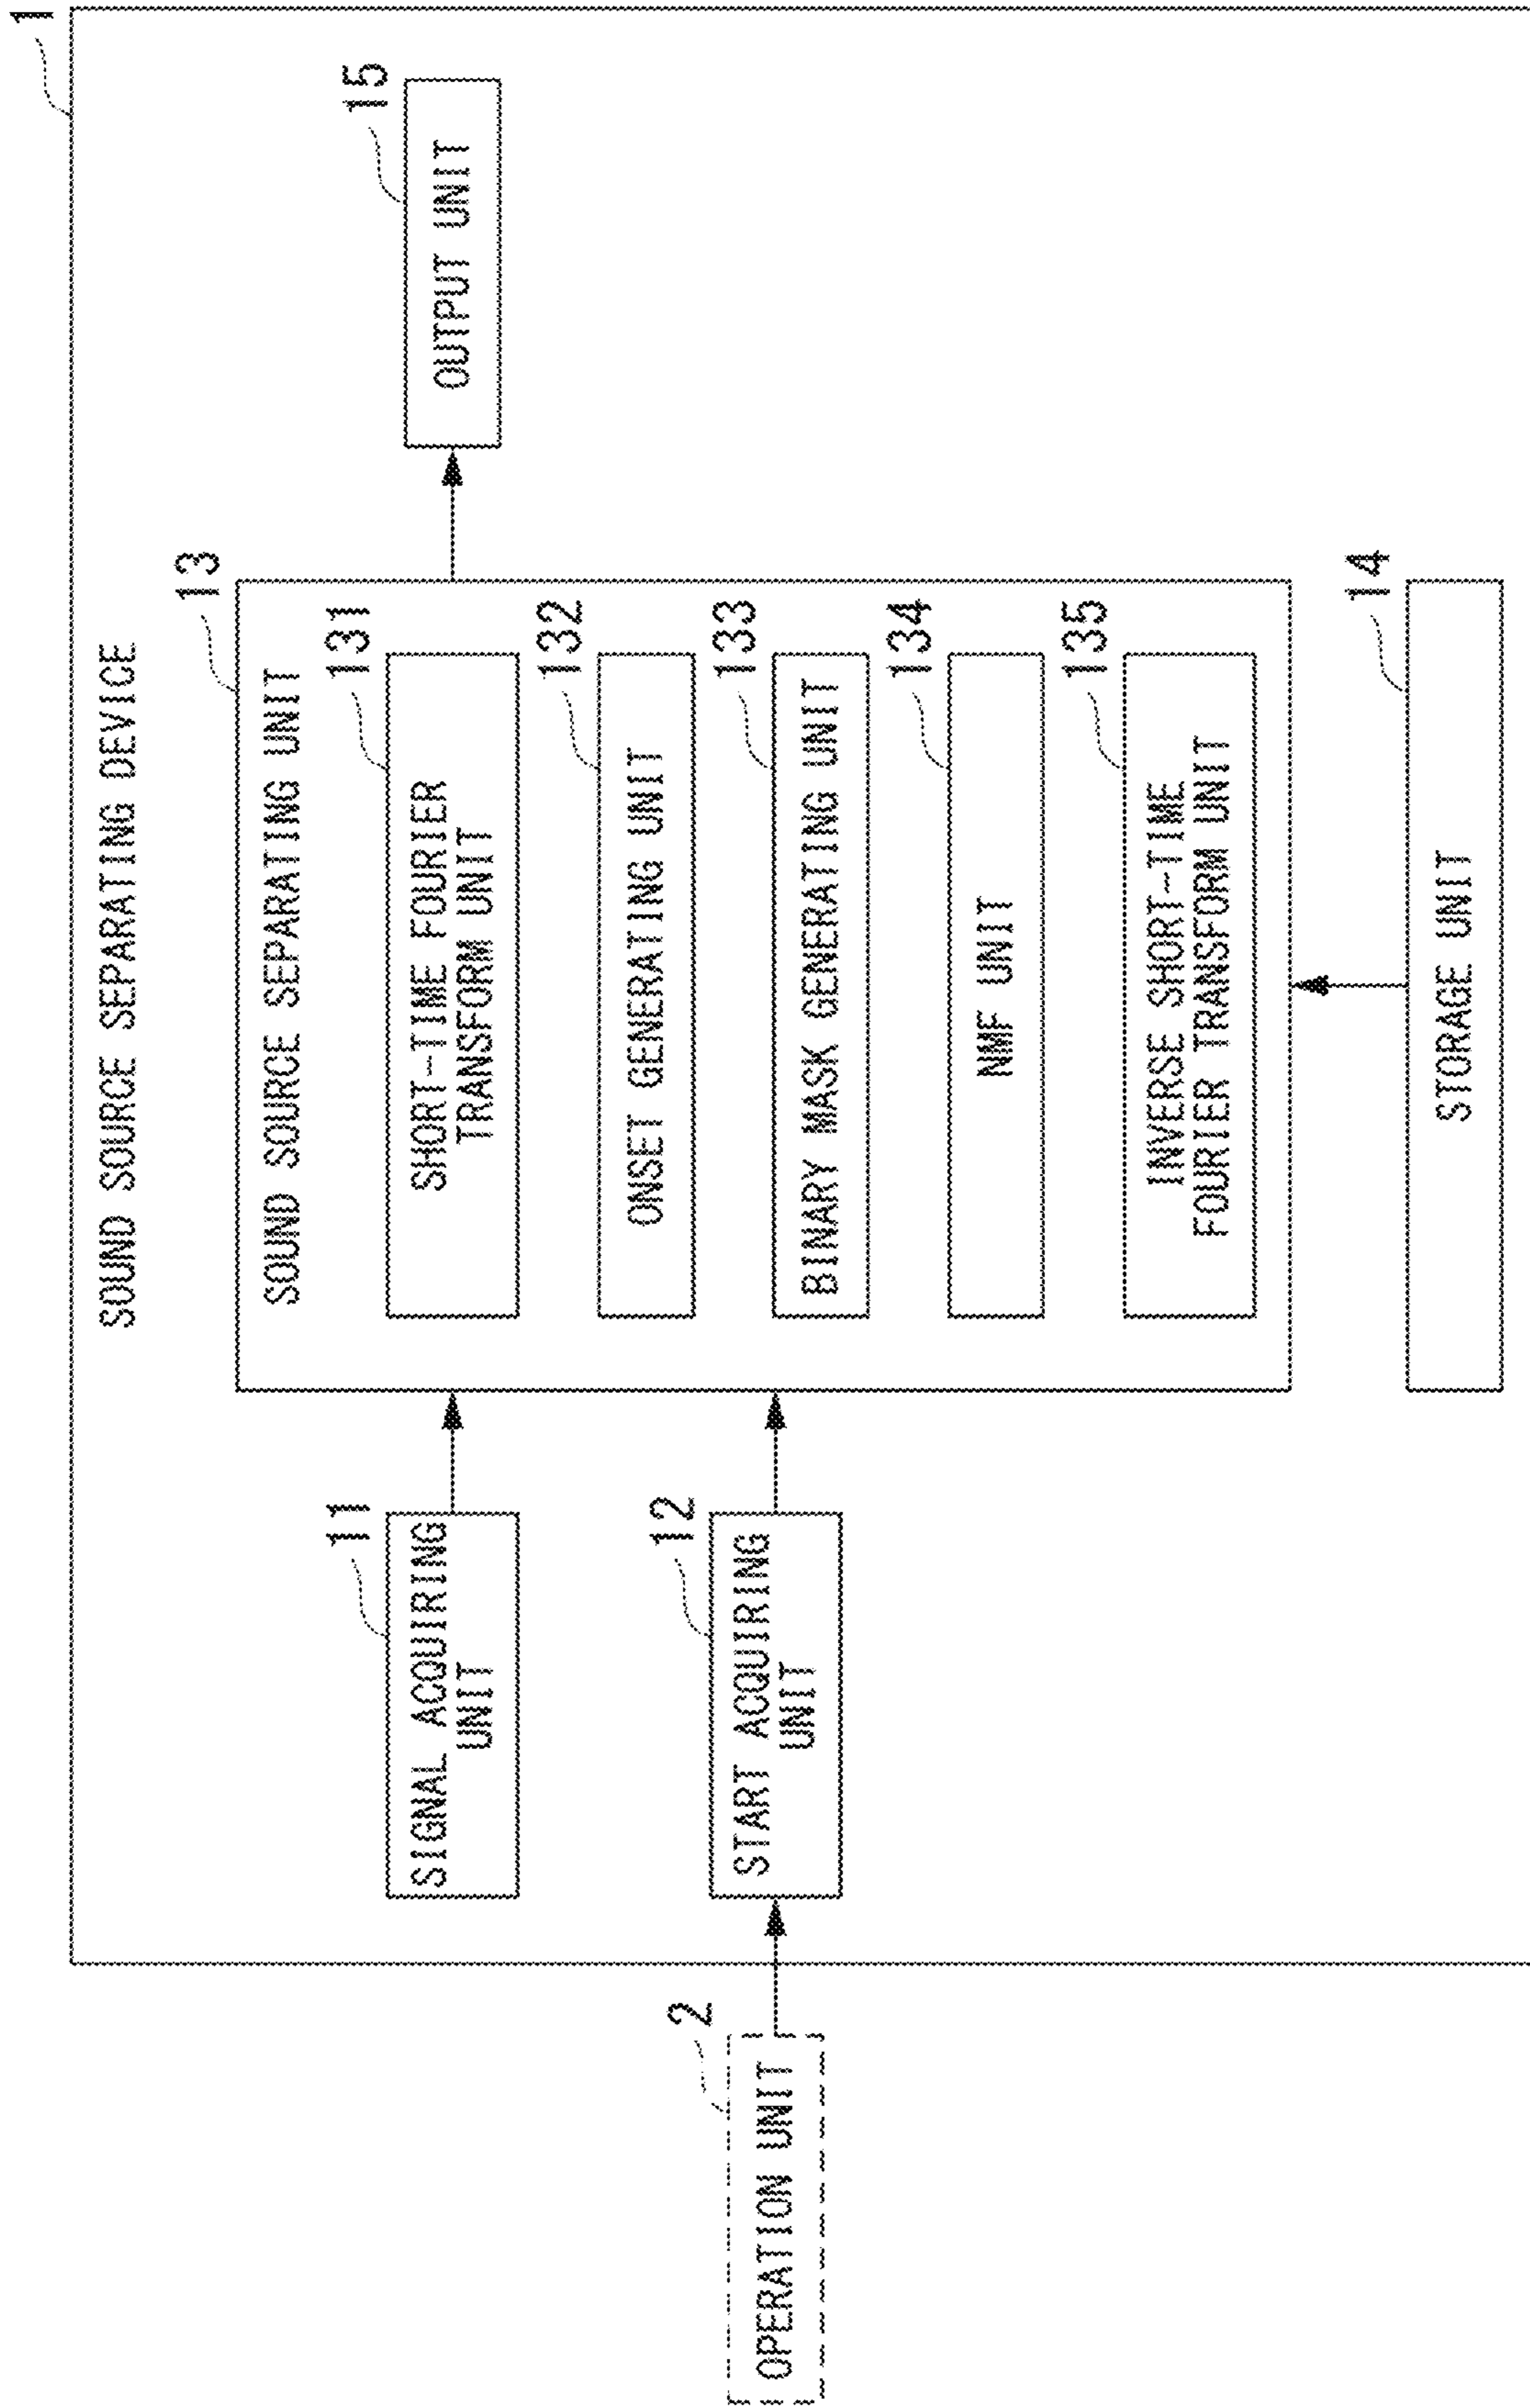 1
SOUND SOURCE SEPARATING DEVICE
13
SOUND SOURCE SEPARATING UNIT
11
SIGNAL ACQUIRING
UNIT
131
SHORT-TIME FOURIER
TRANSFORM UNIT
15
OUTPUT UNIT
132
ONSET GENERATING UNIT
2
OPERATION UNIT
12
START ACQUIRING
UNIT
133
BINARY MASK GENERATING UNIT
134
NMF UNIT
135
INVERSE SHORT-TIME
FOURIER TRANSFORM UNIT
14
STORAGE UNIT